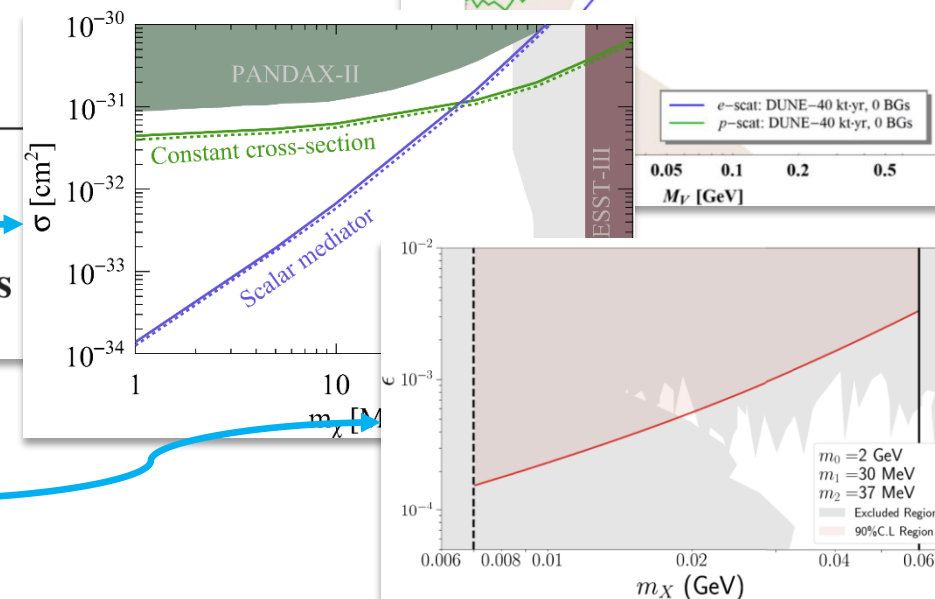 10⁻³⁰
PANDAX-II
10⁻³¹
Constant cross-section
10⁻³²
σ [cm²]
Scalar mediator
10⁻³³
10⁻³⁴
1
10
e-scat: DUNE−40 kt·yr, 0 BGs
p-scat: DUNE−40 kt·yr, 0 BGs
0.05 0.1 0.2 0.5
M_V [GeV]
s
10⁻²
ϵ
10⁻³
10⁻⁴
m₀ =2 GeV
m₁ =30 MeV
m₂ =37 MeV
Excluded
90%C.L Region
0.006 0.008 0.01 0.02 0.04 0.06
m_X (GeV)